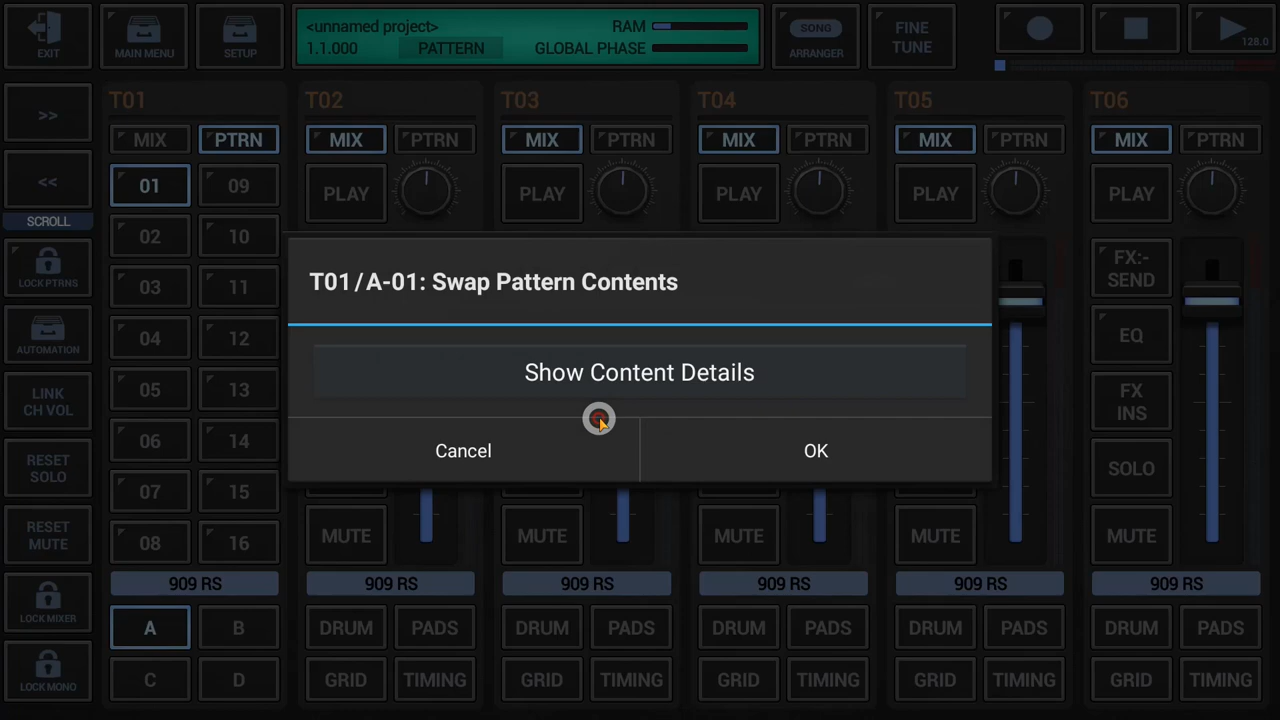 <unnamed project> RAM
1.1.000 PATTERN GLOBAL PHASE
EXIT MAIN MENU SETUP SONG ARRANGER FINE TUNE 128.0
>>
<<
SCROLL
LOCK PTRNS
AUTOMATION
LINK CH VOL
RESET SOLO
RESET MUTE
LOCK MIXER
LOCK MONO
T01 T02 T03 T04 T05 T06
MIX PTRN MIX PTRN MIX PTRN MIX PTRN MIX PTRN MIX PTRN
01 09 PLAY PLAY PLAY PLAY PLAY
02 10
03 11 FX:- SEND
04 12 EQ
05 13 FX INS
06 14 SOLO
07 15
08 16 MUTE MUTE MUTE MUTE MUTE
T01/A-01: Swap Pattern Contents
Show Content Details
Cancel OK
909 RS 909 RS 909 RS 909 RS 909 RS 909 RS
A B DRUM PADS DRUM PADS DRUM PADS DRUM PADS DRUM PADS
C D GRID TIMING GRID TIMING GRID TIMING GRID TIMING GRID TIMING